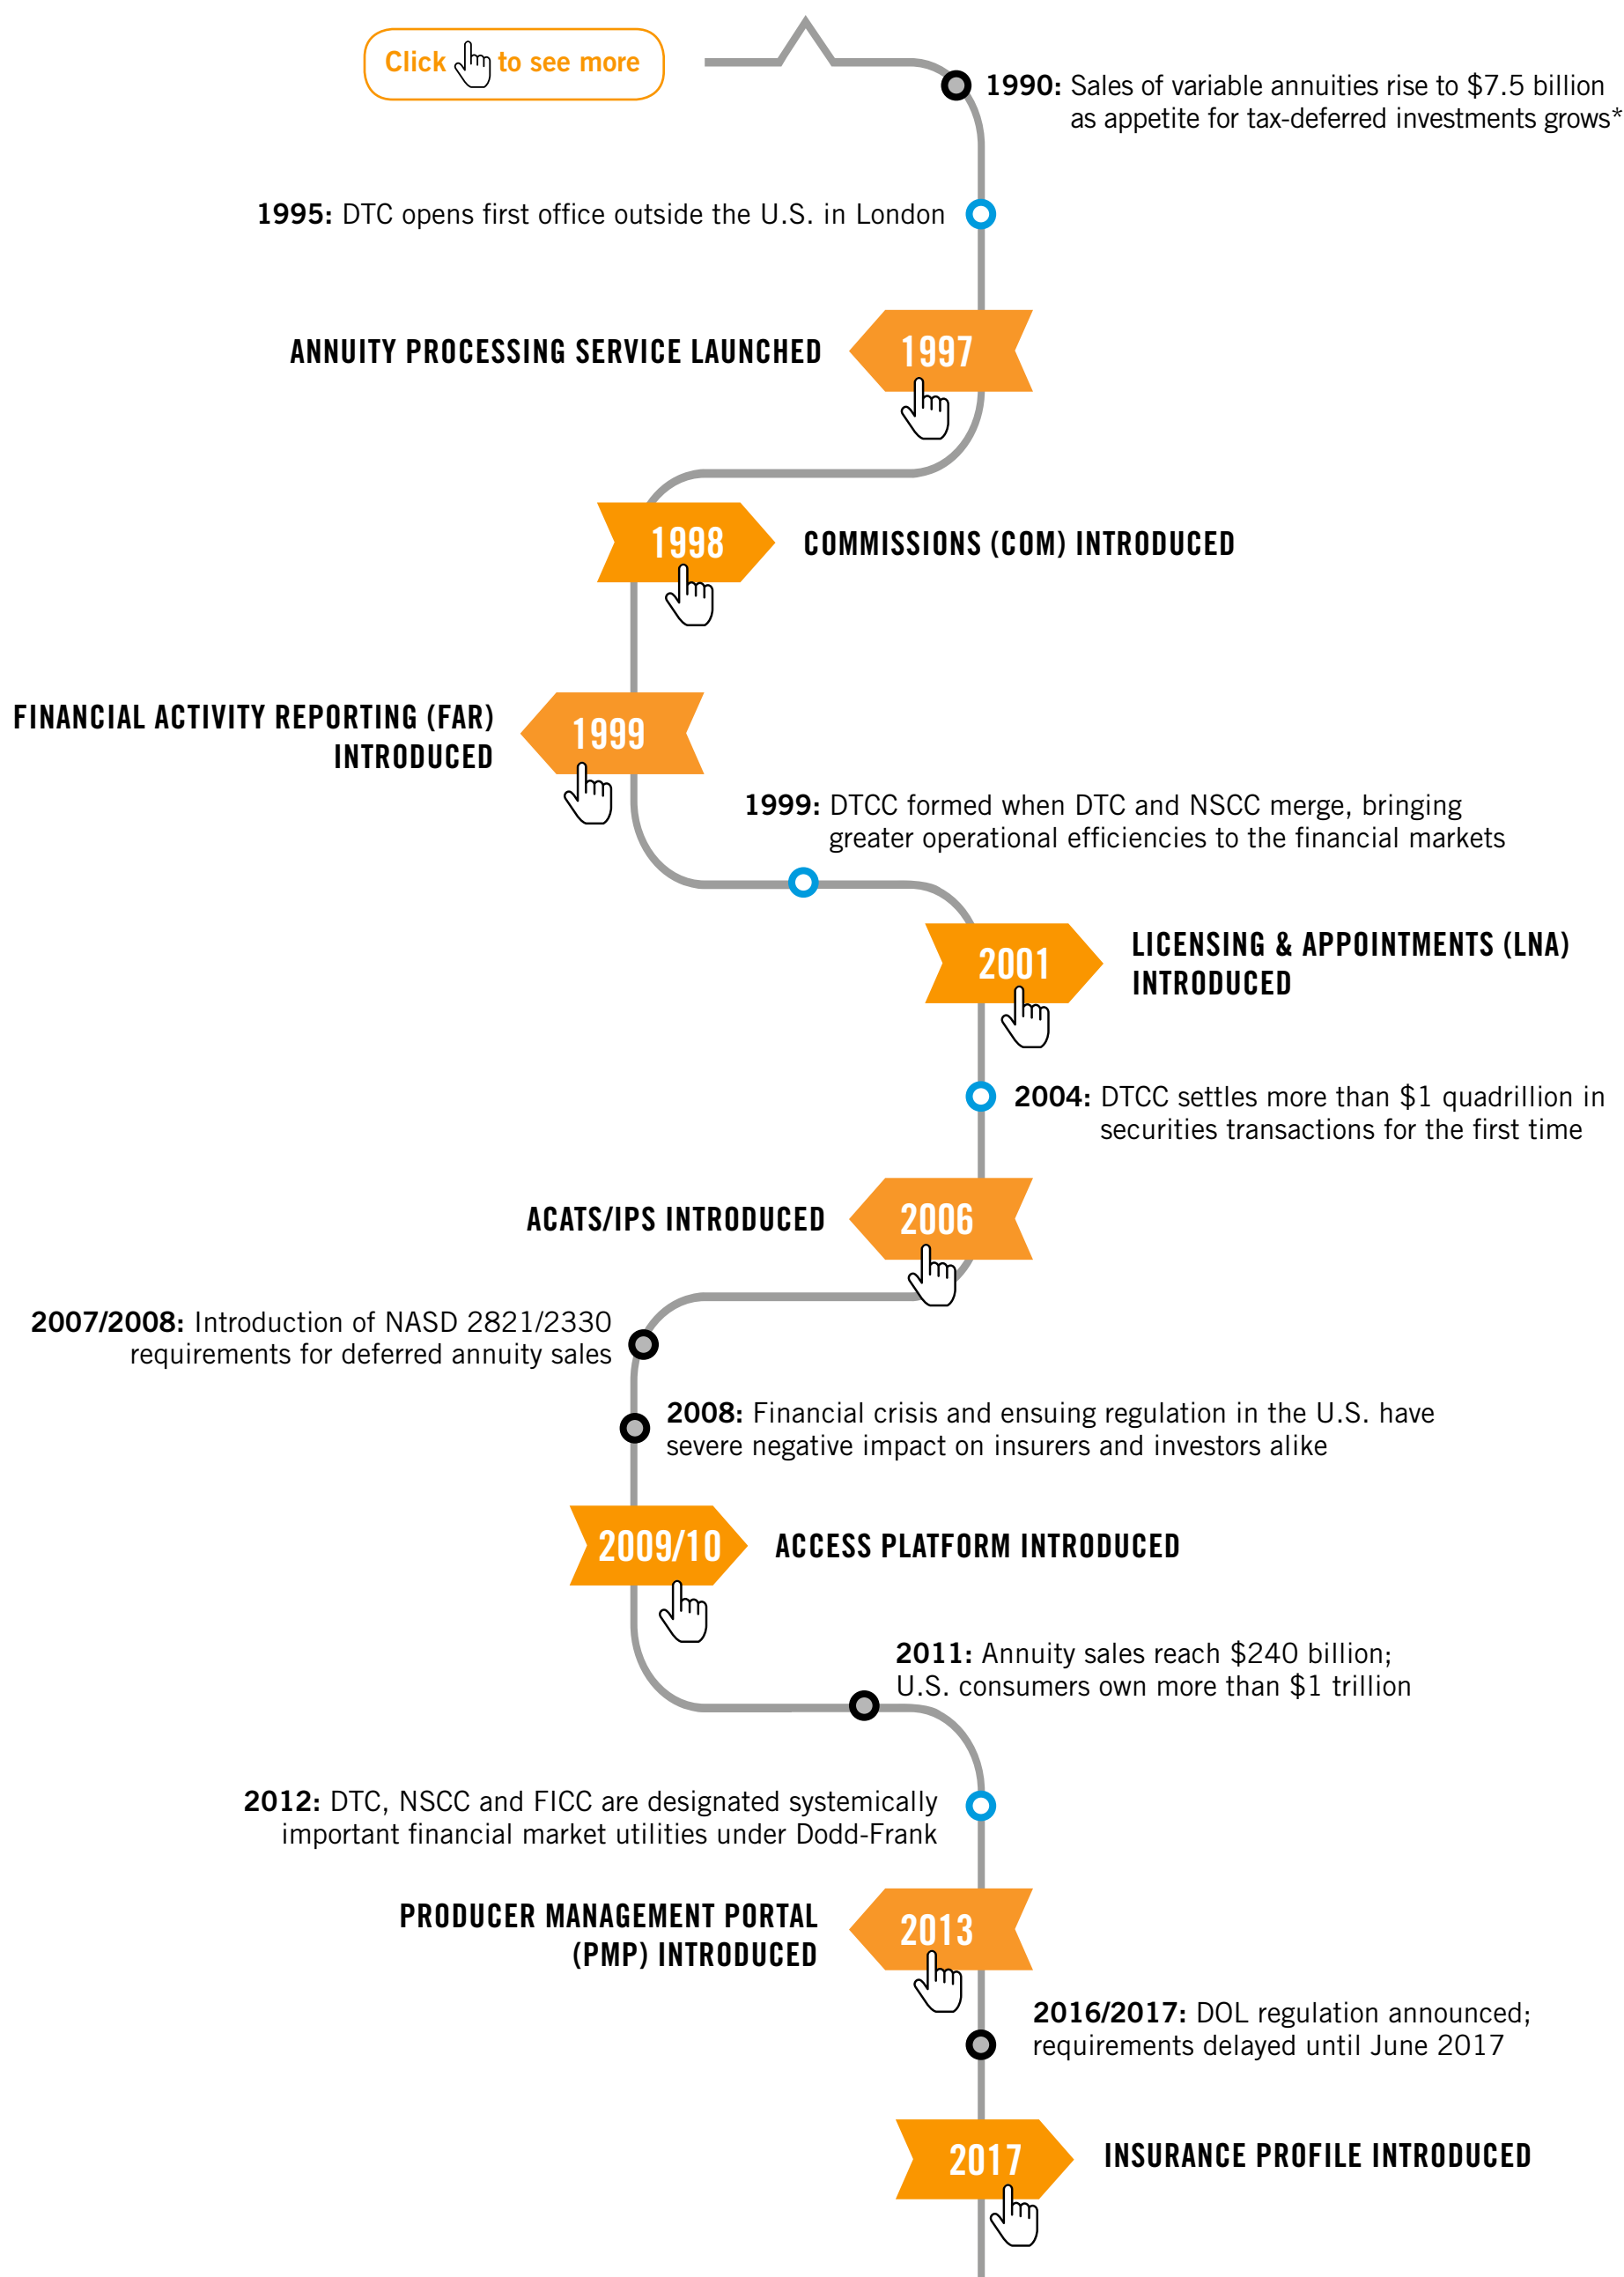 Click to see more
1990: Sales of variable annuities rise to $7.5 billion
as appetite for tax-deferred investments grows*
1995: DTC opens first office outside the U.S. in London
ANNUITY PROCESSING SERVICE LAUNCHED
1997
1998
COMMISSIONS (COM) INTRODUCED
FINANCIAL ACTIVITY REPORTING (FAR)
INTRODUCED
1999
1999: DTCC formed when DTC and NSCC merge, bringing
greater operational efficiencies to the financial markets
2001
LICENSING & APPOINTMENTS (LNA)
INTRODUCED
2004: DTCC settles more than $1 quadrillion in
securities transactions for the first time
ACATS/IPS INTRODUCED
2006
2007/2008: Introduction of NASD 2821/2330
requirements for deferred annuity sales
2008: Financial crisis and ensuing regulation in the U.S. have
severe negative impact on insurers and investors alike
2009/10
ACCESS PLATFORM INTRODUCED
2011: Annuity sales reach $240 billion;
U.S. consumers own more than $1 trillion
2012: DTC, NSCC and FICC are designated systemically
important financial market utilities under Dodd-Frank
PRODUCER MANAGEMENT PORTAL
(PMP) INTRODUCED
2013
2016/2017: DOL regulation announced;
requirements delayed until June 2017
2017
INSURANCE PROFILE INTRODUCED